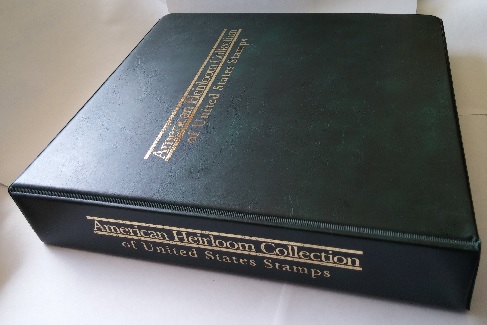 American Heirloom Collection
of United States Stamps
American Heirloom Collection
of United States Stamps